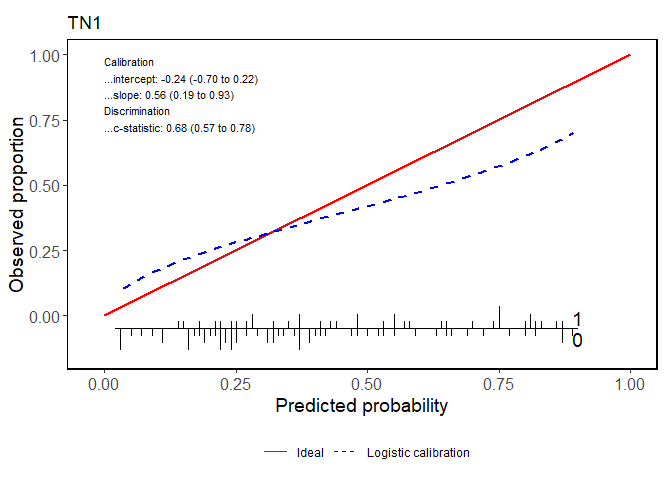 TN1
Calibration
...intercept: -0.24 (-0.70 to 0.22)
...slope: 0.56 (0.19 to 0.93)
Discrimination
...c-statistic: 0.68 (0.57 to 0.78)
Observed proportion
1.00
0.75
0.50
0.25
0.00
1
0
0.00 0.25 0.50 0.75 1.00
Predicted probability
Ideal Logistic calibration